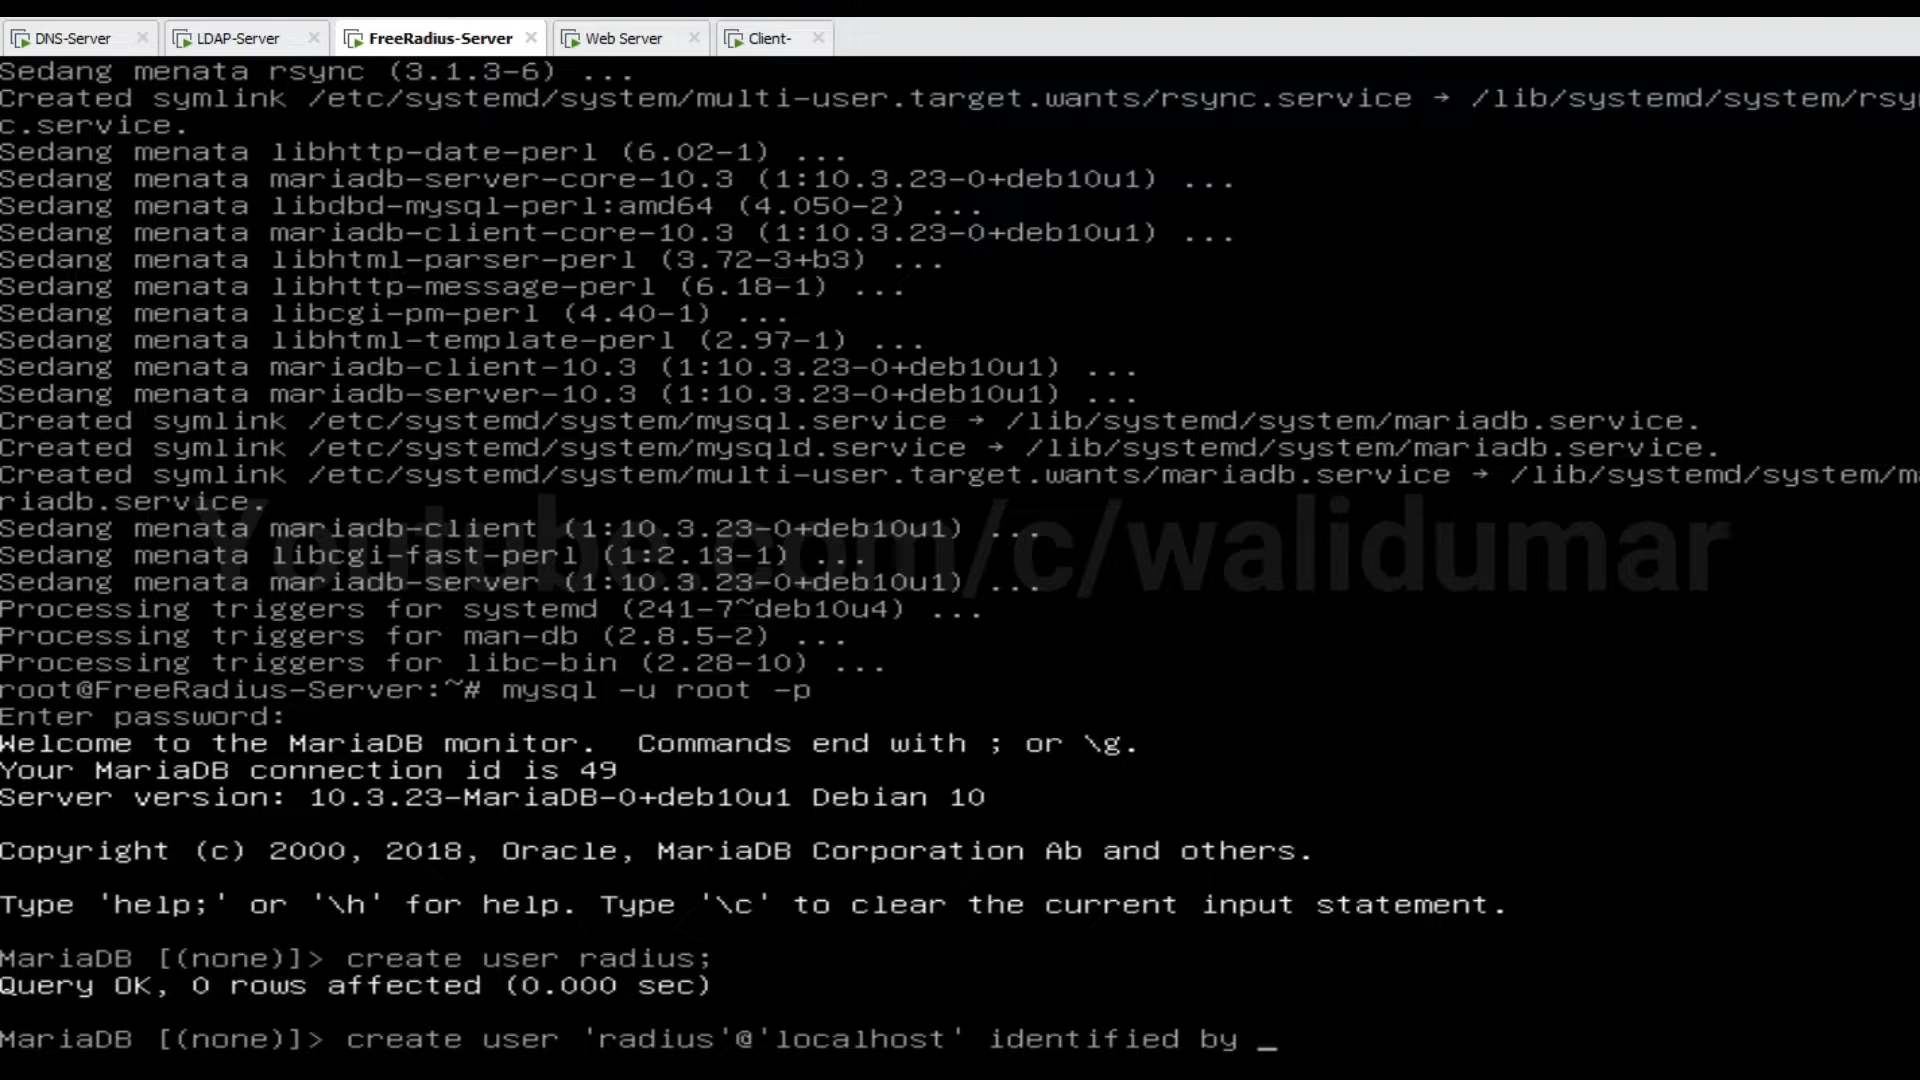 DNS-Server LDAP-Server FreeRadius-Server Web Server Client-
Sedang menata rsync (3.1.3-6) ...
Created symlink /etc/systemd/system/multi-user.target.wants/rsync.service → /lib/systemd/system/rsyn
c.service.
Sedang menata libhttp-date-perl (6.02-1) ...
Sedang menata mariadb-server-core-10.3 (1:10.3.23-0+deb10u1) ...
Sedang menata libdbd-mysql-perl:amd64 (4.050-2) ...
Sedang menata mariadb-client-core-10.3 (1:10.3.23-0+deb10u1) ...
Sedang menata libhtml-parser-perl (3.72-3+b3) ...
Sedang menata libhttp-message-perl (6.18-1) ...
Sedang menata libcgi-pm-perl (4.40-1) ...
Sedang menata libhtml-template-perl (2.97-1) ...
Sedang menata mariadb-client-10.3 (1:10.3.23-0+deb10u1) ...
Sedang menata mariadb-server-10.3 (1:10.3.23-0+deb10u1) ...
Created symlink /etc/systemd/system/mysql.service → /lib/systemd/system/mariadb.service.
Created symlink /etc/systemd/system/mysqld.service → /lib/systemd/system/mariadb.service.
Created symlink /etc/systemd/system/multi-user.target.wants/mariadb.service → /lib/systemd/system/ma
riadb.service.
Sedang menata mariadb-client (1:10.3.23-0+deb10u1) ...
Youtube.com/c/walidumar
Sedang menata libcgi-fast-perl (1:2.13-1) ...
Sedang menata mariadb-server (1:10.3.23-0+deb10u1) ...
Processing triggers for systemd (241-7~deb10u4) ...
Processing triggers for man-db (2.8.5-2) ...
Processing triggers for libc-bin (2.28-10) ...
root@FreeRadius-Server:~# mysql -u root -p
Enter password:
Welcome to the MariaDB monitor.  Commands end with ; or \g.
Your MariaDB connection id is 49
Server version: 10.3.23-MariaDB-0+deb10u1 Debian 10
Copyright (c) 2000, 2018, Oracle, MariaDB Corporation Ab and others.
Type 'help;' or '\h' for help. Type '\c' to clear the current input statement.
MariaDB [(none)]> create user radius;
Query OK, 0 rows affected (0.000 sec)
MariaDB [(none)]> create user 'radius'@'localhost' identified by _